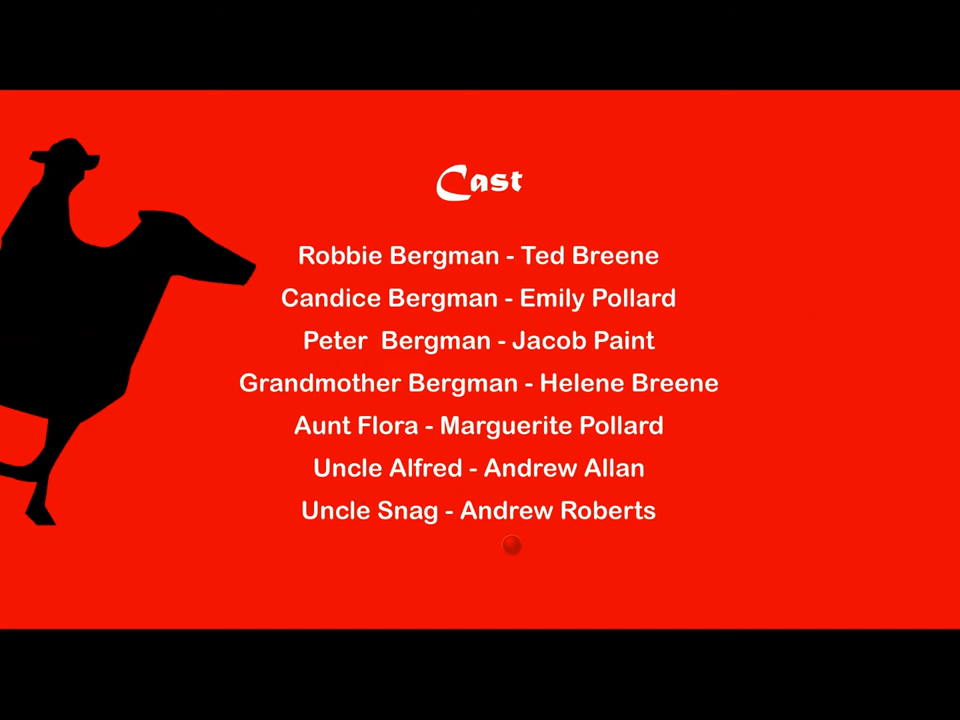 Cast
Robbie Bergman - Ted Breene
Candice Bergman - Emily Pollard
Peter  Bergman - Jacob Paint
Grandmother Bergman - Helene Breene
Aunt Flora - Marguerite Pollard
Uncle Alfred - Andrew Allan
Uncle Snag - Andrew Roberts